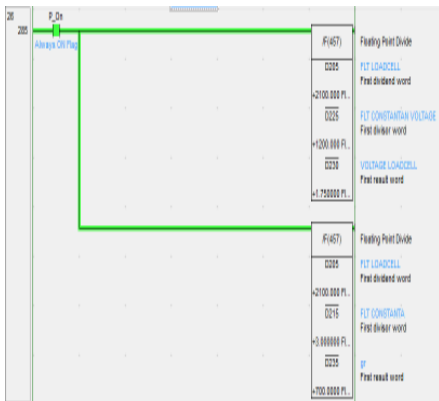 P_On
Always ON Flag
/F(457)
Floating Point Divide
D205
FLT LOADCELL
First dividend word
+2100.000 Fl...
D225
FLT CONSTANTAN VOLTAGE
First divisor word
+1200.000 Fl...
D230
VOLTAGE LOADCELL
First result word
+1.750000 Fl...
/F(457)
Floating Point Divide
D205
FLT LOADCELL
First dividend word
+2100.000 Fl...
D215
FLT CONSTANTA
First divisor word
+3.000000 Fl...
D235
gr
First result word
+700.0000 Fl...